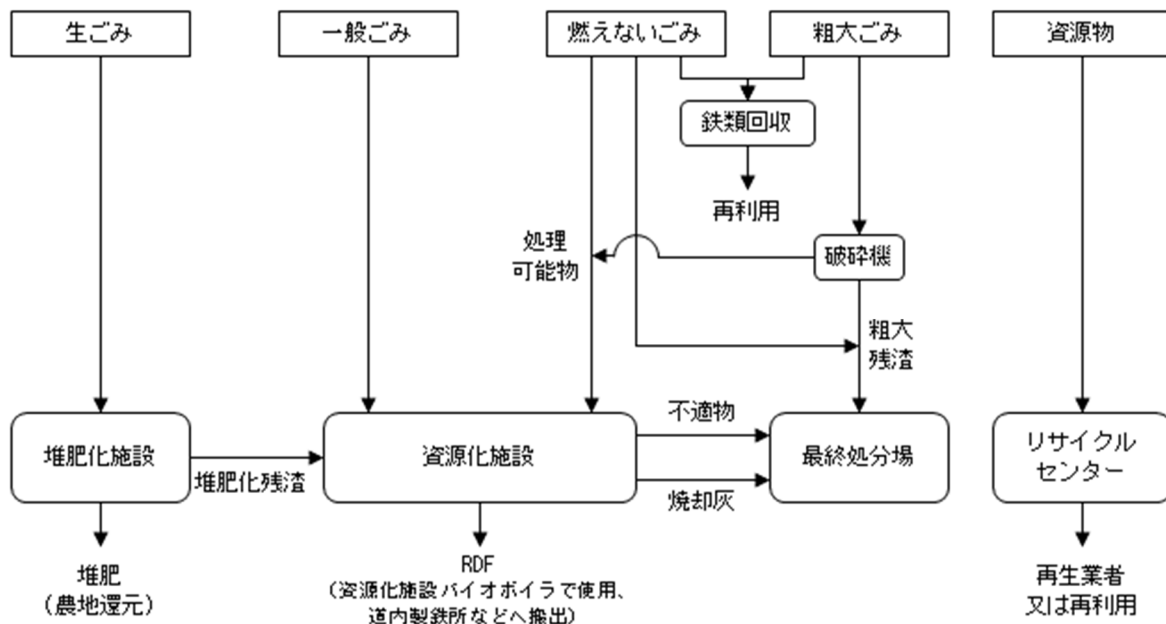 生ごみ
一般ごみ
燃えないごみ
粗大ごみ
資源物
鉄類回収
再利用
処理
可能物
破砕機
粗大
残渣
堆肥化施設
堆肥化残渣
資源化施設
不適物
焼却灰
最終処分場
リサイクル
センター
堆肥
(農地還元)
RDF
(資源化施設バイオボイラで使用、
道内製鉄所などへ搬出)
再生業者
又は再利用